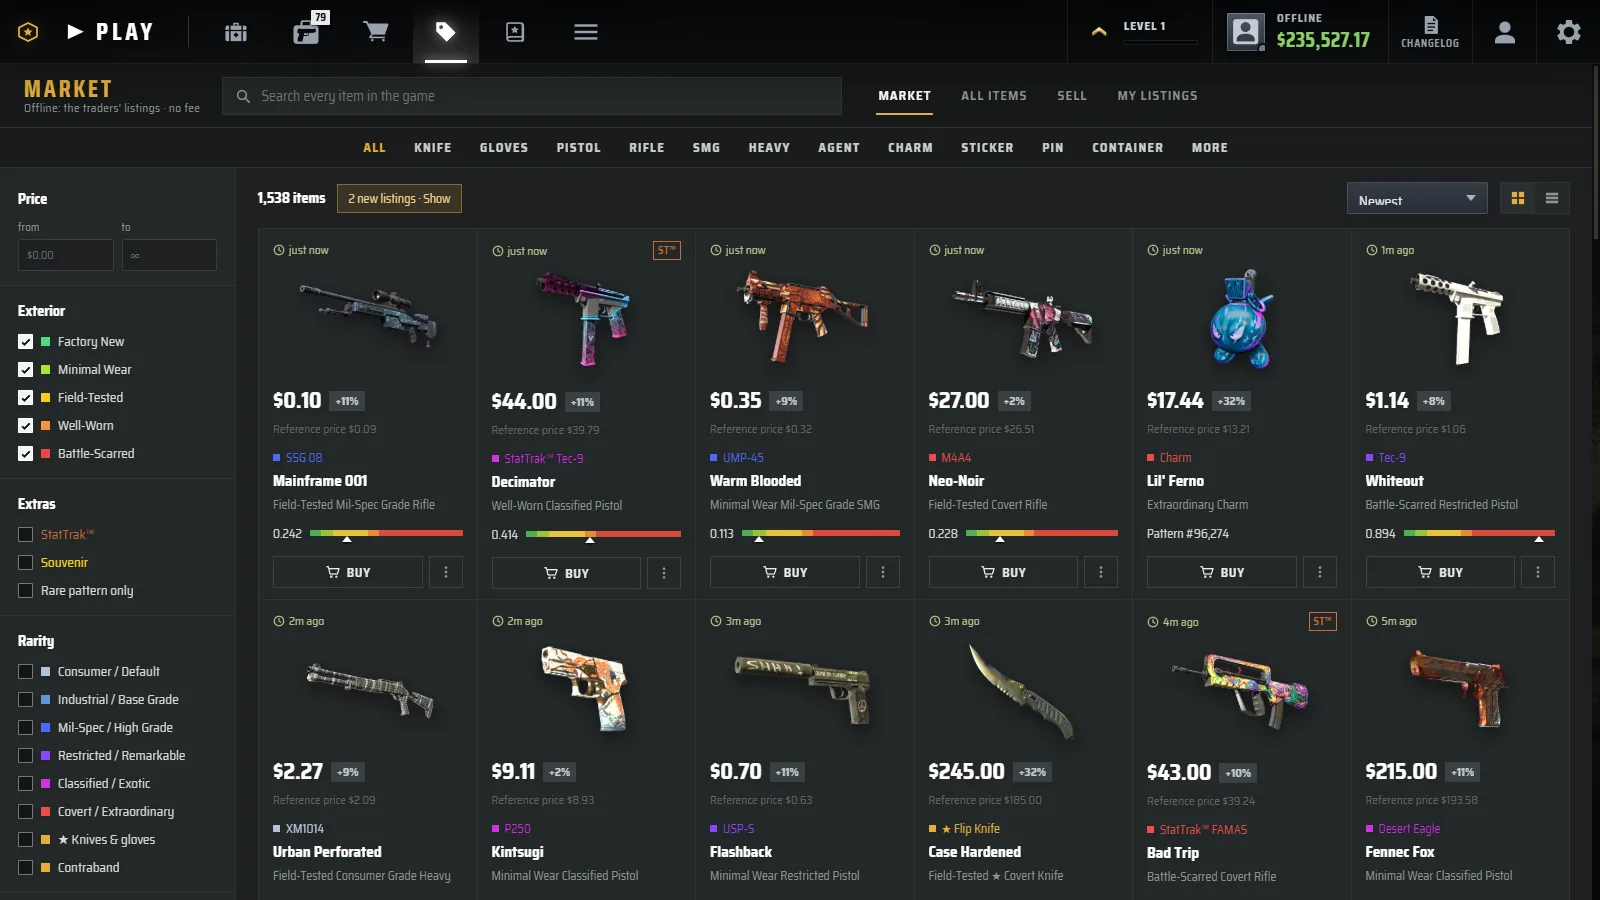 PLAY
79
LEVEL 1
OFFLINE
$235,527.17
CHANGELOG
MARKET
Offline: the traders' listings · no fee
Search every item in the game
MARKET
ALL ITEMS
SELL
MY LISTINGS
ALL
KNIFE
GLOVES
PISTOL
RIFLE
SMG
HEAVY
AGENT
CHARM
STICKER
PIN
CONTAINER
MORE
Price
from
to
$0.00
∞
Exterior
Factory New
Minimal Wear
Field-Tested
Well-Worn
Battle-Scarred
Extras
StatTrak™
Souvenir
Rare pattern only
Rarity
Consumer / Default
Industrial / Base Grade
Mil-Spec / High Grade
Restricted / Remarkable
Classified / Exotic
Covert / Extraordinary
★ Knives & gloves
Contraband
1,538 items
2 new listings · Show
Newest
just now
$0.10 +11%
Reference price $0.09
SSG 08
Mainframe 001
Field-Tested Mil-Spec Grade Rifle
0.242
BUY
just now
ST™
$44.00 +11%
Reference price $39.79
StatTrak™ Tec-9
Decimator
Well-Worn Classified Pistol
0.414
BUY
just now
$0.35 +9%
Reference price $0.32
UMP-45
Warm Blooded
Minimal Wear Mil-Spec Grade SMG
0.113
BUY
just now
$27.00 +2%
Reference price $26.51
M4A4
Neo-Noir
Field-Tested Covert Rifle
0.228
BUY
just now
$17.44 +32%
Reference price $13.21
Charm
Lil' Ferno
Extraordinary Charm
Pattern #96,274
BUY
1m ago
$1.14 +8%
Reference price $1.06
Tec-9
Whiteout
Battle-Scarred Restricted Pistol
0.894
BUY
2m ago
$2.27 +9%
Reference price $2.09
XM1014
Urban Perforated
Field-Tested Consumer Grade Heavy
2m ago
$9.11 +2%
Reference price $8.93
P250
Kintsugi
Minimal Wear Classified Pistol
3m ago
$0.70 +11%
Reference price $0.63
USP-S
Flashback
Minimal Wear Restricted Pistol
3m ago
$245.00 +32%
Reference price $185.00
★ Flip Knife
Case Hardened
Field-Tested ★ Covert Knife
4m ago
ST™
$43.00 +10%
Reference price $39.24
StatTrak™ FAMAS
Bad Trip
Battle-Scarred Covert Rifle
5m ago
$215.00 +11%
Reference price $193.58
Desert Eagle
Fennec Fox
Minimal Wear Classified Pistol